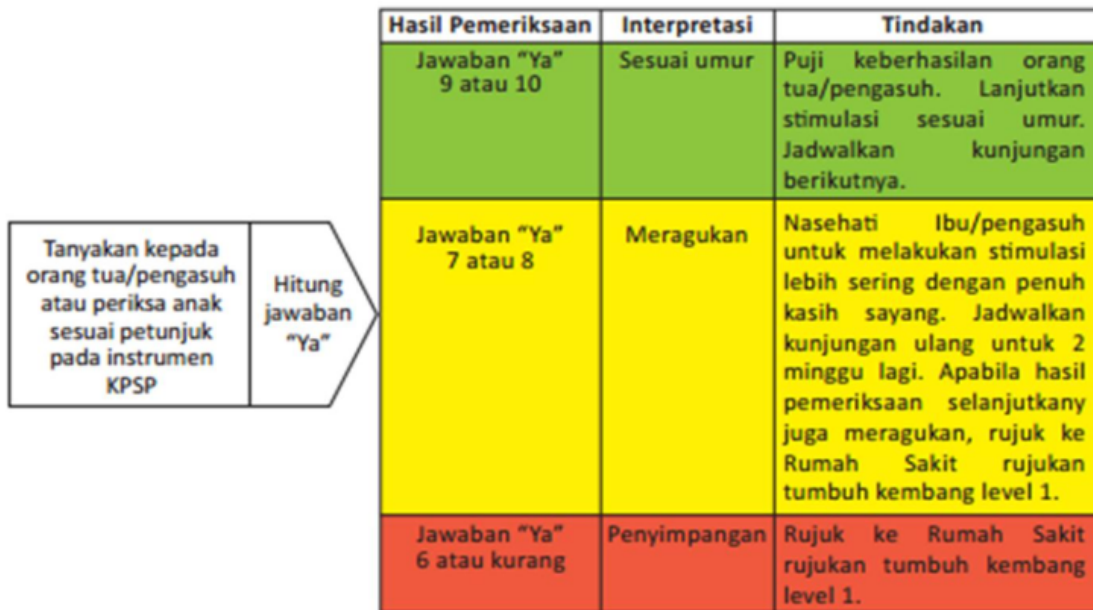 Tanyakan kepada
orang tua/pengasuh
atau periksa anak
sesuai petunjuk
pada instrumen
KPSP
Hitung
jawaban
“Ya”
Hasil Pemeriksaan
Interpretasi
Tindakan
Jawaban “Ya”
9 atau 10
Sesuai umur
Puji keberhasilan orang
tua/pengasuh. Lanjutkan
stimulasi sesuai umur.
Jadwalkan kunjungan
berikutnya.
Jawaban “Ya”
7 atau 8
Meragukan
Nasehati Ibu/pengasuh
untuk melakukan stimulasi
lebih sering dengan penuh
kasih sayang. Jadwalkan
kunjungan ulang untuk 2
minggu lagi. Apabila hasil
pemeriksaan selanjutkany
juga meragukan, rujuk ke
Rumah Sakit rujukan
tumbuh kembang level 1.
Jawaban “Ya”
6 atau kurang
Penyimpangan
Rujuk ke Rumah Sakit
rujukan tumbuh kembang
level 1.